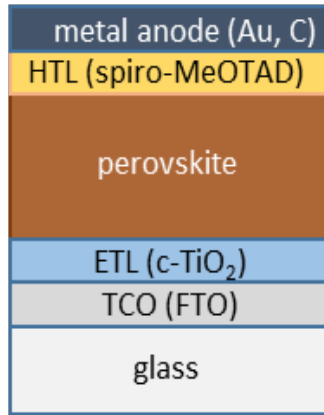 metal anode (Au, C)
HTL (spiro-MeOTAD)
perovskite
ETL (c-TiO₂)
TCO (FTO)
glass